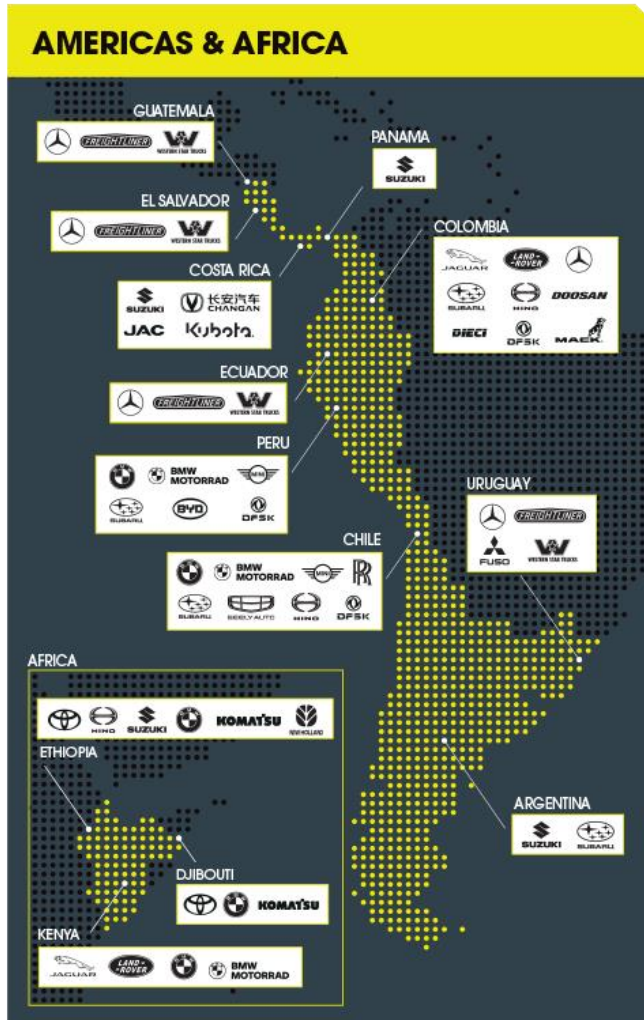 AMERICAS & AFRICA
GUATEMALA
FREIGHTLINER
WESTERN STAR TRUCKS
PANAMA
SUZUKI
EL SALVADOR
FREIGHTLINER
WESTERN STAR TRUCKS
COLOMBIA
JAGUAR
LAND-ROVER
SUBARU
HINO
DOOSAN
DIECI
DFSK
MACK
COSTA RICA
SUZUKI
长安汽车
CHANGAN
JAC
Kubota
ECUADOR
FREIGHTLINER
WESTERN STAR TRUCKS
PERU
BMW
MOTORRAD
MINI
SUBARU
BYD
DFSK
URUGUAY
FREIGHTLINER
FUSO
WESTERN STAR TRUCKS
CHILE
BMW
MOTORRAD
MINI
RR
SUBARU
GEELY AUTO
HINO
DFSK
AFRICA
HINO
SUZUKI
KOMATSU
NEW HOLLAND
ETHIOPIA
ARGENTINA
SUZUKI
SUBARU
DJIBOUTI
KOMATSU
KENYA
JAGUAR
LAND-ROVER
BMW
MOTORRAD